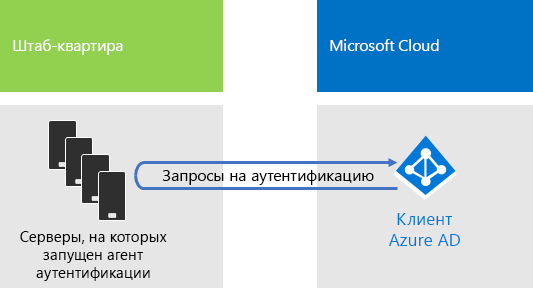 Штаб-квартира
Microsoft Cloud
Запросы на аутентификацию
Серверы, на которых
запущен агент
аутентификации
Клиент
Azure AD